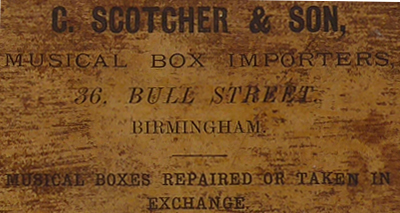 C. SCOTCHER & SON,
MUSICAL BOX IMPORTERS,
36. BULL STREET.
BIRMINGHAM.
MUSICAL BOXES REPAIRED OR TAKEN IN
EXCHANGE.